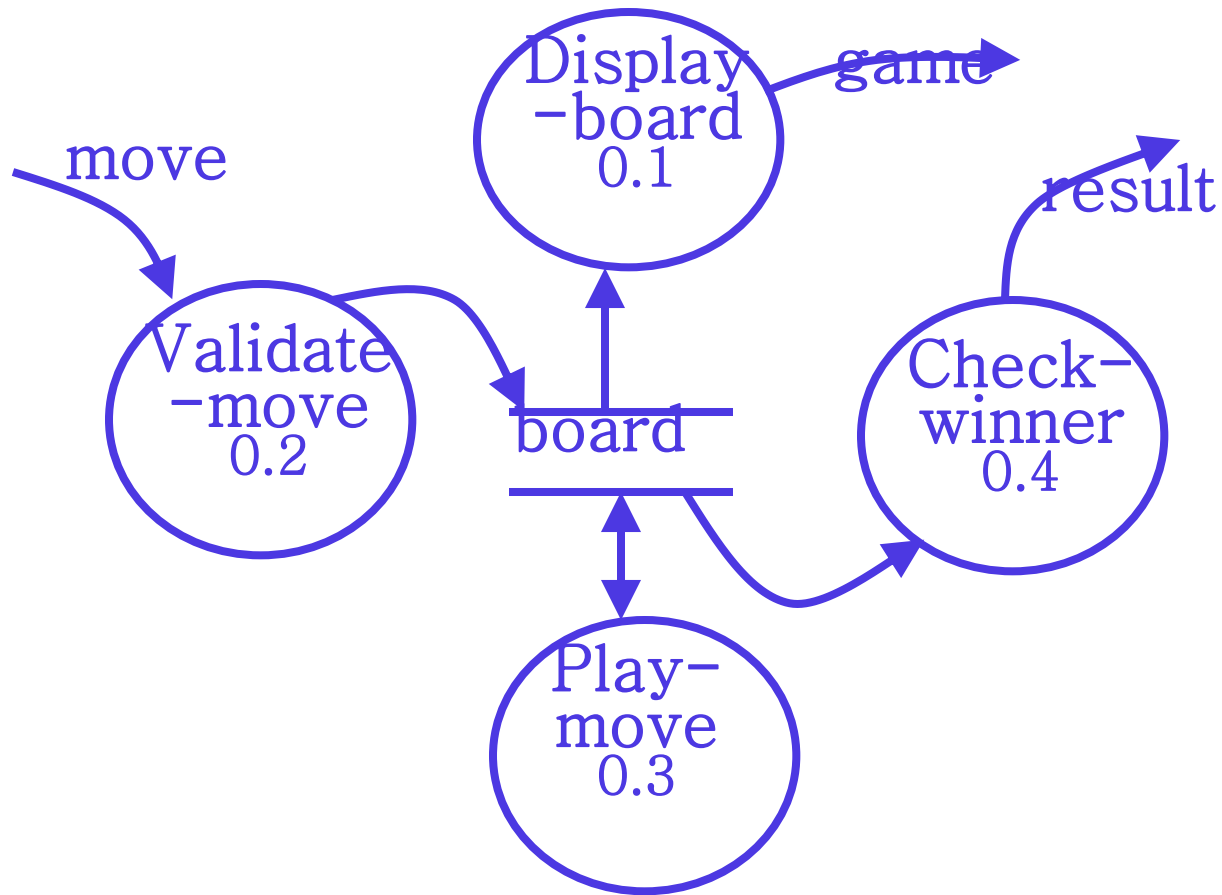 Display
-board
0.1
game
move
result
Validate
-move
0.2
board
Check-
winner
0.4
Play-
move
0.3